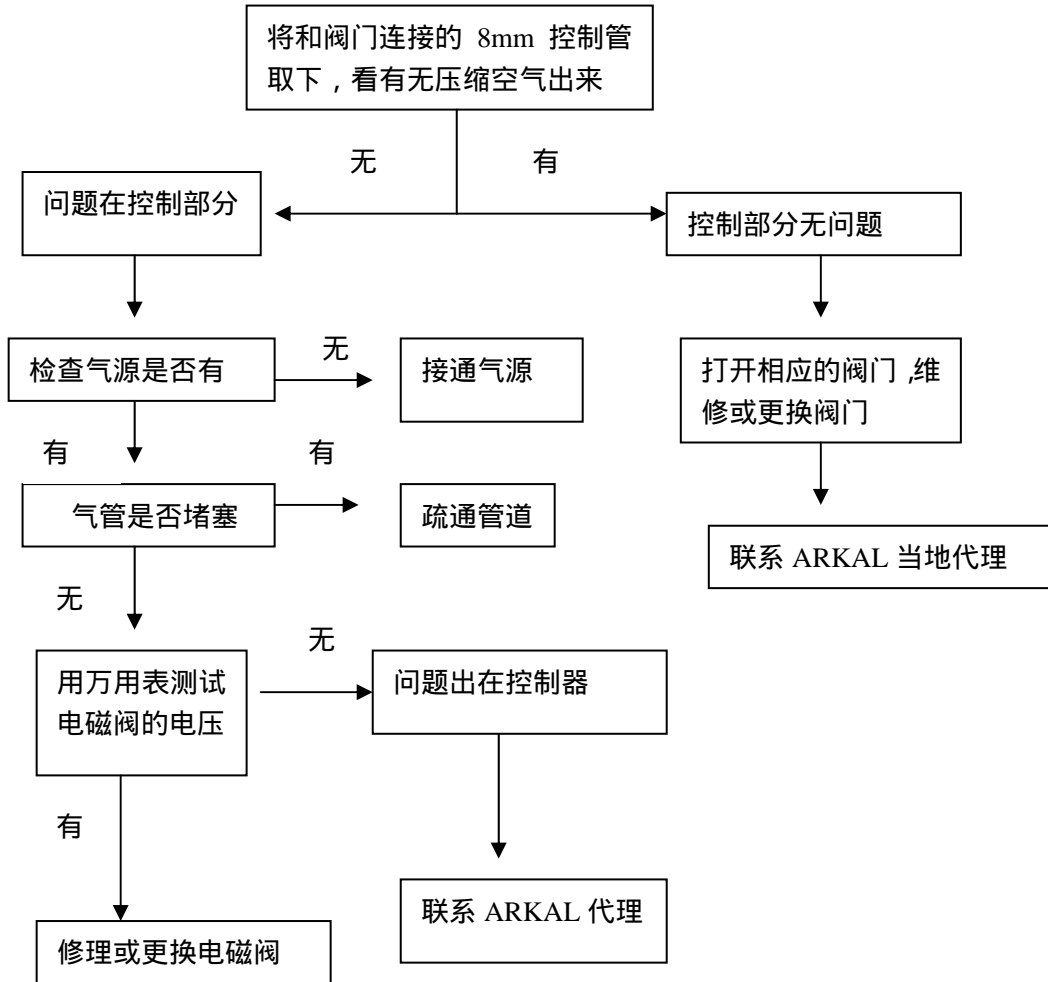 将和阀门连接的 8mm 控制管
取下，看有无压缩空气出来
无
有
问题在控制部分
控制部分无问题
检查气源是否有
无
接通气源
打开相应的阀门,维
修或更换阀门
有
有
气管是否堵塞
疏通管道
联系 ARKAL 当地代理
无
无
用万用表测试
电磁阀的电压
问题出在控制器
有
联系 ARKAL 代理
修理或更换电磁阀